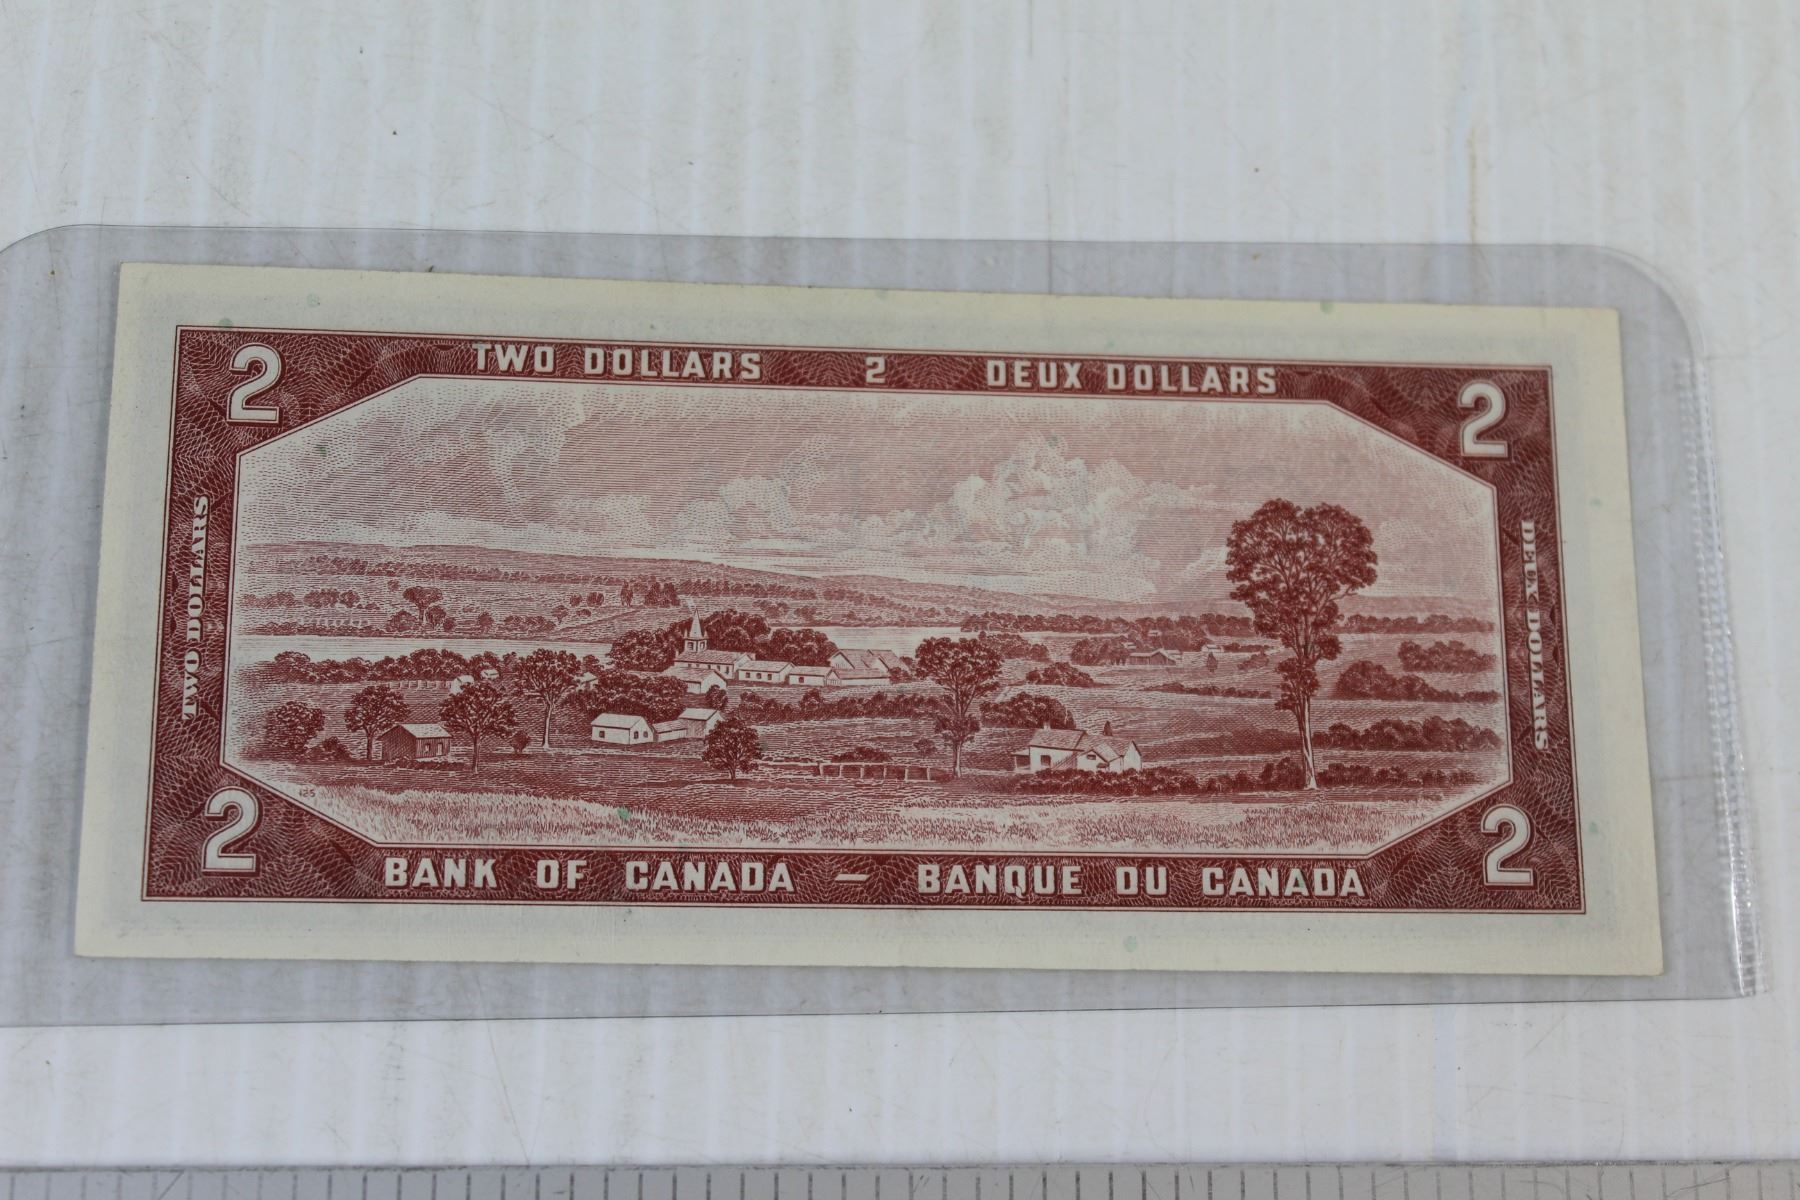 2 TWO DOLLARS 2 DEUX DOLLARS 2
TWO DOLLARS
DEUX DOLLARS
125
2 BANK OF CANADA — BANQUE DU CANADA 2